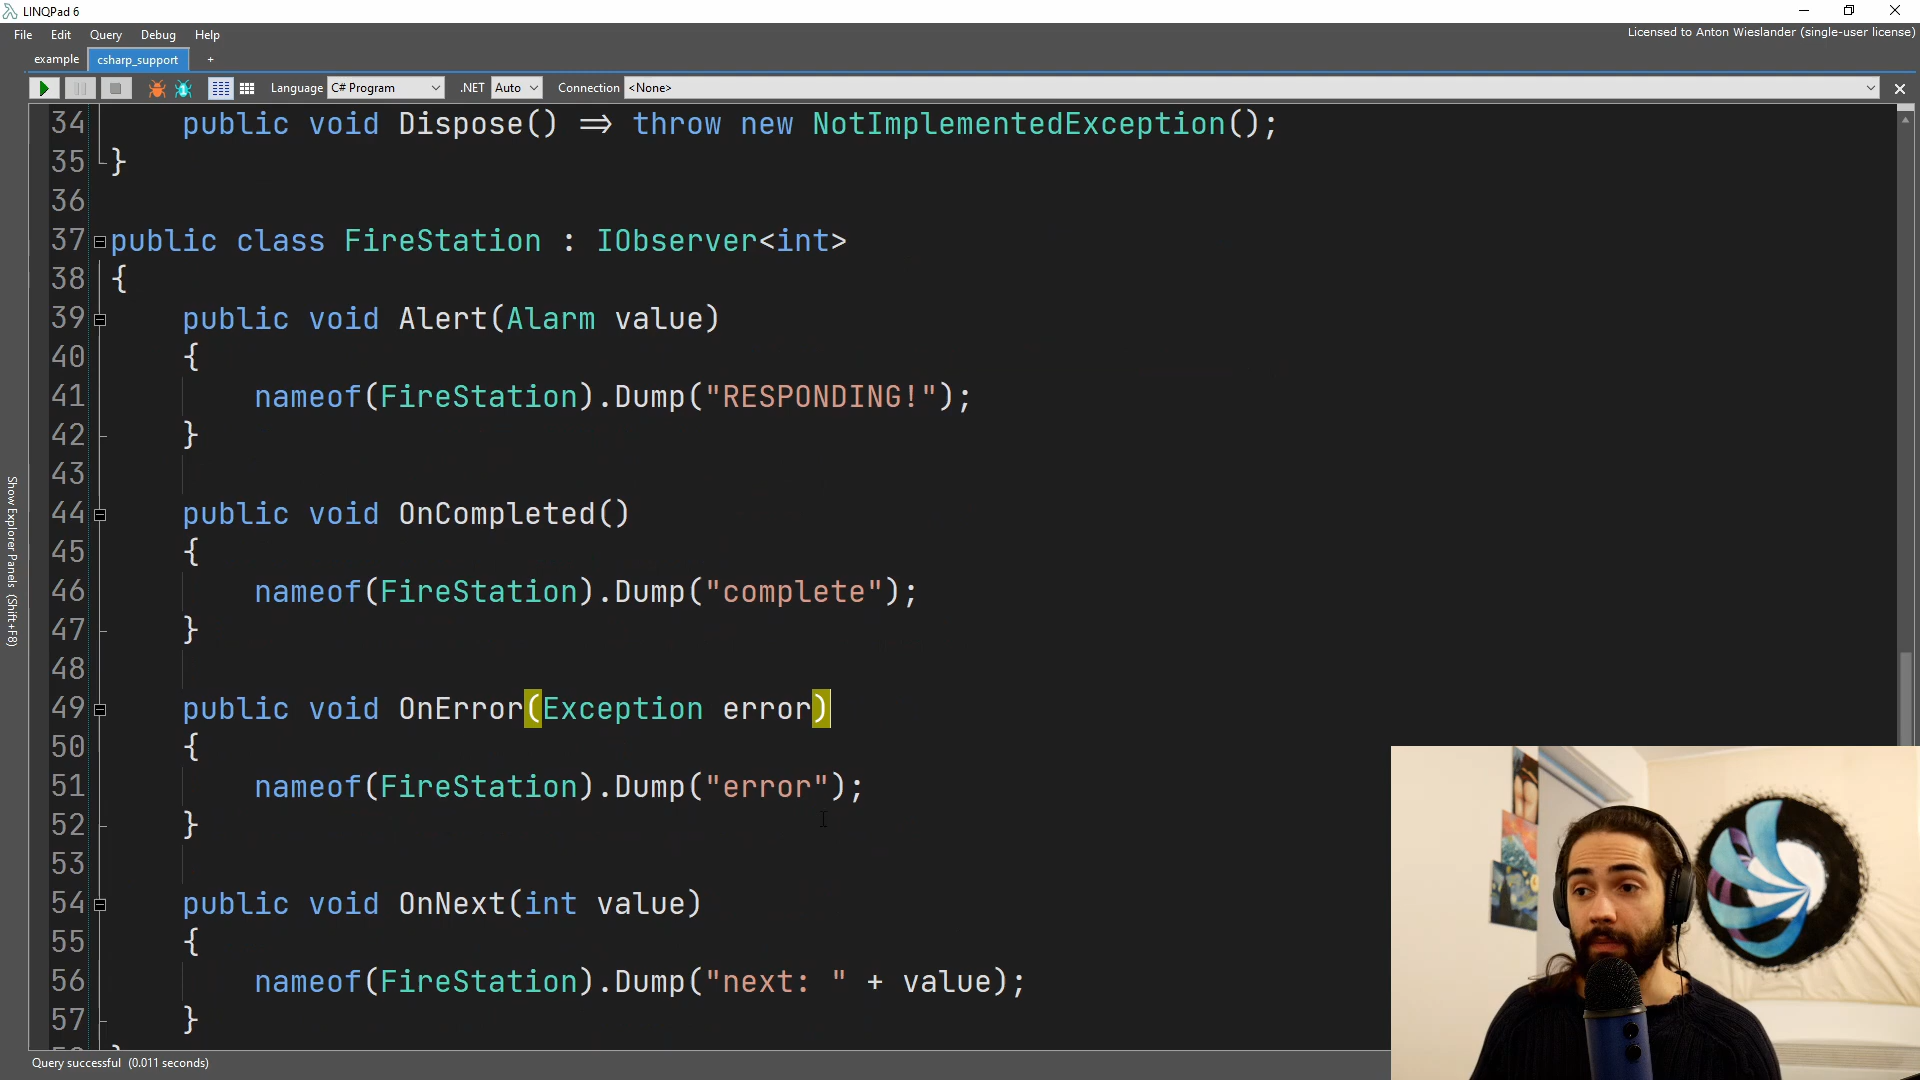 LINQPad 6
File Edit Query Debug Help
Licensed to Anton Wieslander (single-user license)
example csharp_support +
Language C# Program .NET Auto Connection <None>
Show Explorer Panels (Shift+F8)
34 public void Dispose() => throw new NotImplementedException();
35 }
36
37 public class FireStation : IObserver<int>
38 {
39 public void Alert(Alarm value)
40 {
41 nameof(FireStation).Dump("RESPONDING!");
42 }
43
44 public void OnCompleted()
45 {
46 nameof(FireStation).Dump("complete");
47 }
48
49 public void OnError(Exception error)
50 {
51 nameof(FireStation).Dump("error");
52 }
53
54 public void OnNext(int value)
55 {
56 nameof(FireStation).Dump("next: " + value);
57 }
Query successful (0.011 seconds)